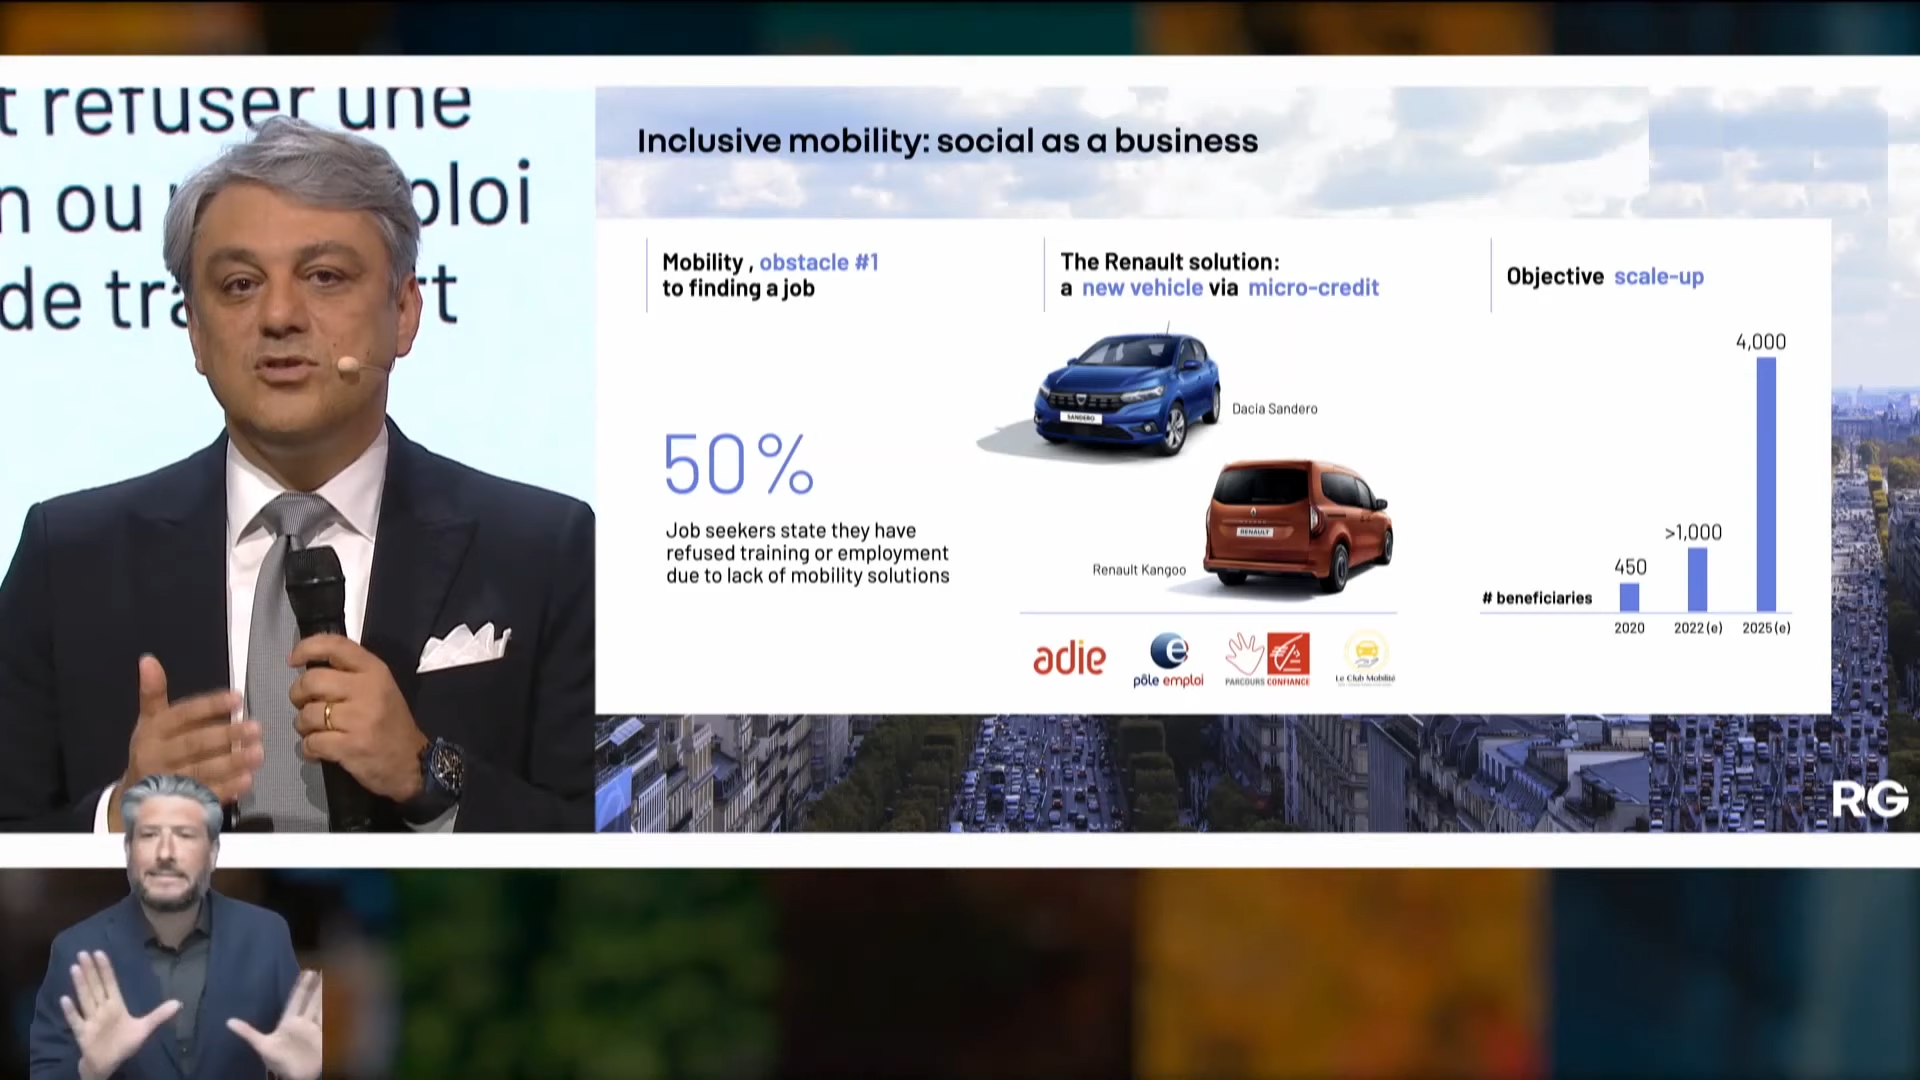 t refuser une
n ou
ploi
de tra
rt
Inclusive mobility: social as a business
Mobility, obstacle #1
to finding a job
50%
Job seekers state they have
refused training or employment
due to lack of mobility solutions
The Renault solution:
a new vehicle via micro-credit
SANDERO
Dacia Sandero
RENAULT
Renault Kangoo
adie
pôle emploi
PARCOURS CONFIANCE
Le Club Mobilité
Objective scale-up
4,000
>1,000
450
# beneficiaries
2020
2022(e)
2025(e)
RG